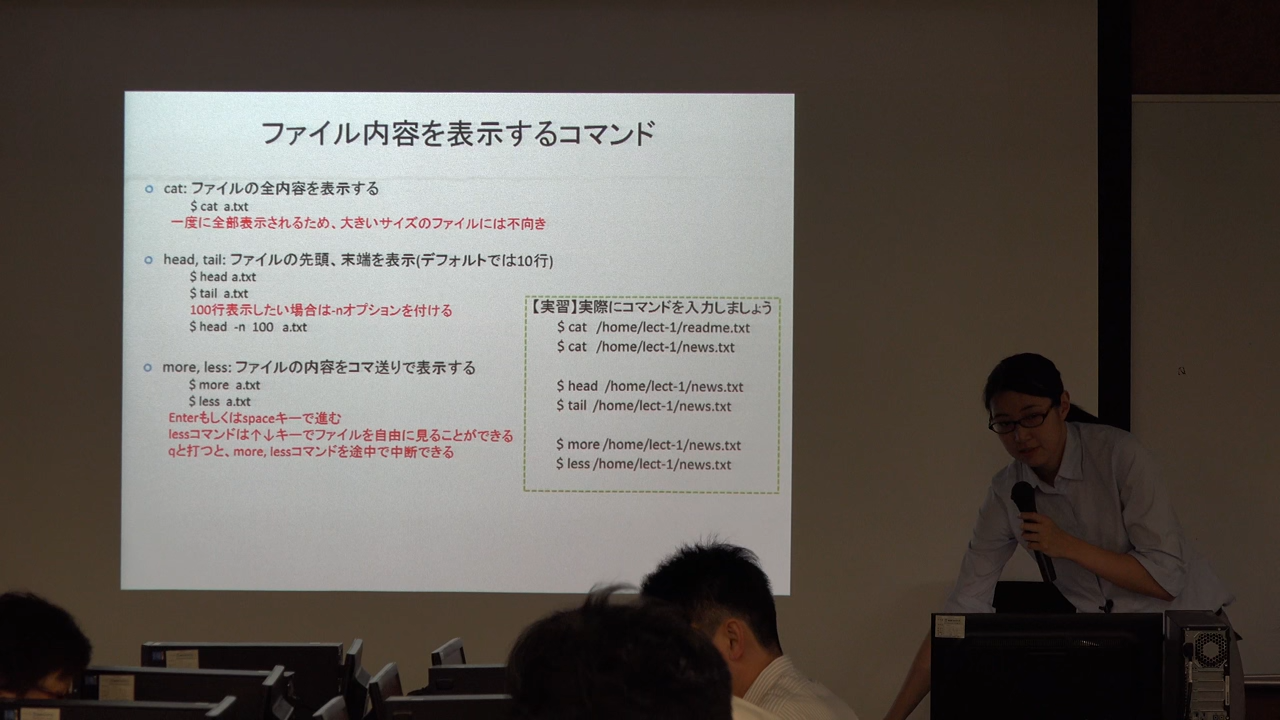 ファイル内容を表示するコマンド
cat: ファイルの全内容を表示する
$ cat a.txt
一度に全部表示されるため、大きいサイズのファイルには不向き
head, tail: ファイルの先頭、末端を表示(デフォルトでは10行)
$ head a.txt
$ tail a.txt
100行表示したい場合は-nオプションを付ける
$ head -n 100 a.txt
more, less: ファイルの内容をコマ送りで表示する
$ more a.txt
$ less a.txt
Enterもしくはspaceキーで進む
lessコマンドは↑↓キーでファイルを自由に見ることができる
qと打つと、more, lessコマンドを途中で中断できる
【実習】実際にコマンドを入力しましょう
$ cat /home/lect-1/readme.txt
$ cat /home/lect-1/news.txt
$ head /home/lect-1/news.txt
$ tail /home/lect-1/news.txt
$ more /home/lect-1/news.txt
$ less /home/lect-1/news.txt